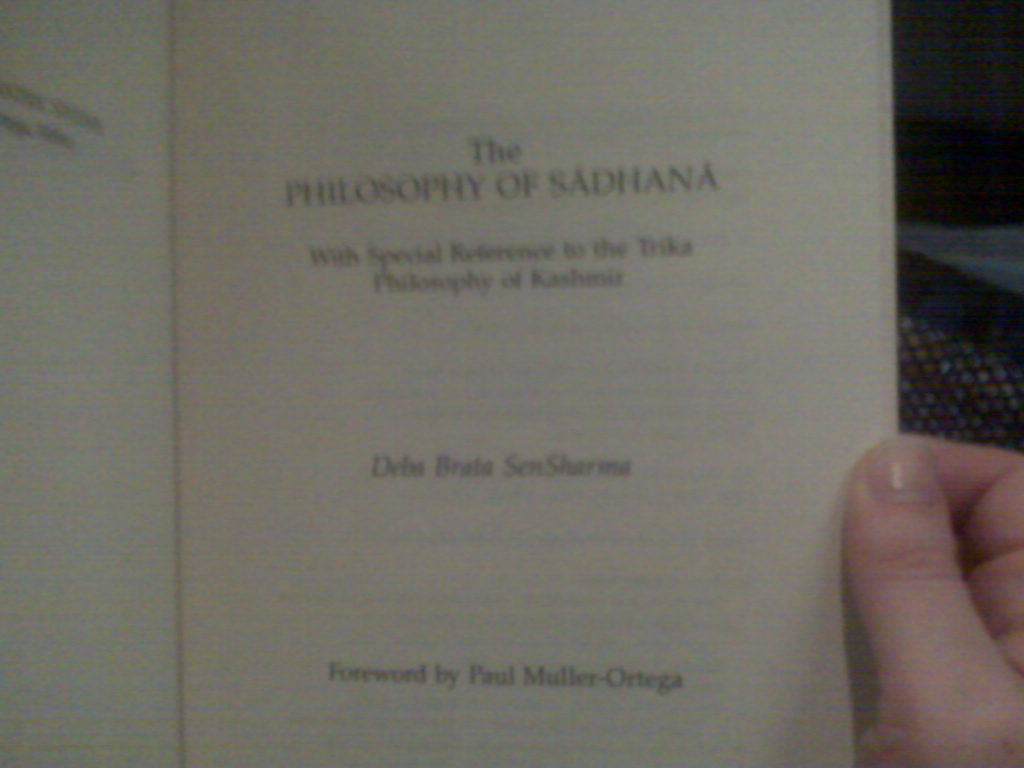 The
PHILOSOPHY OF SĀDHANĀ
With Special Reference to the Trika
Philosophy of Kashmir
Deba Brata SenSharma
Foreword by Paul Muller-Ortega